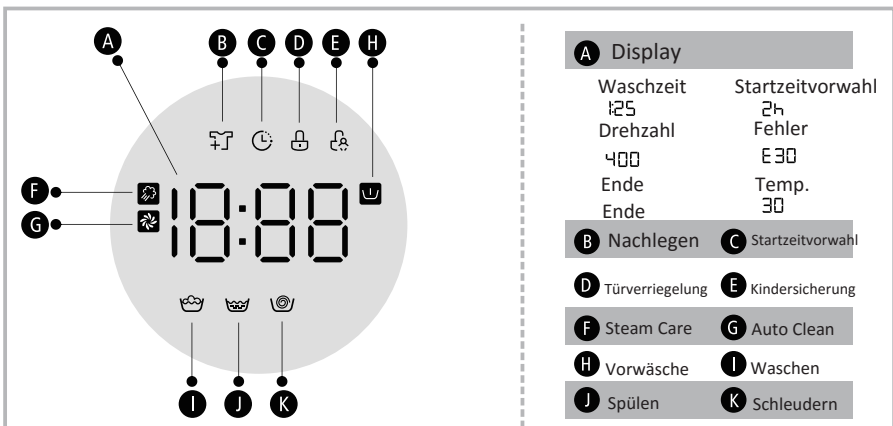 A
B
C
D
E
H
F
G
18:88
I
J
K
A Display
Waschzeit Startzeitvorwahl
1:25 2h
Drehzahl Fehler
400 E30
Ende Temp.
Ende 30
B Nachlegen C Startzeitvorwahl
D Türverriegelung E Kindersicherung
F Steam Care G Auto Clean
H Vorwäsche I Waschen
J Spülen K Schleudern